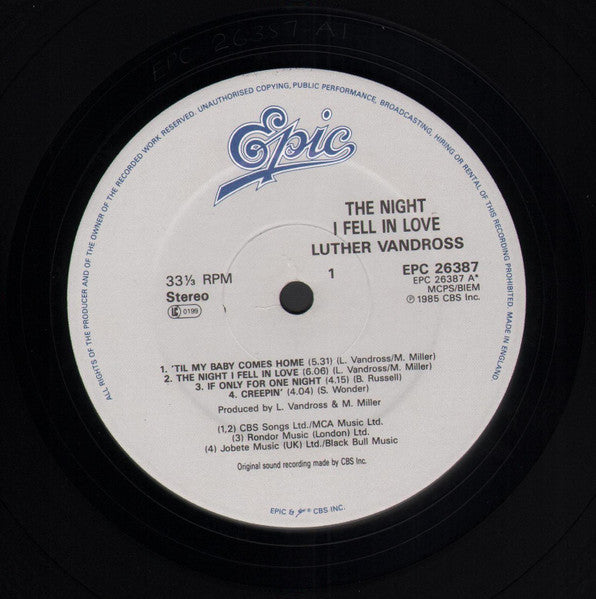 EPC 26387-A1
ALL RIGHTS OF THE PRODUCER AND OF THE OWNER OF THE RECORDED WORK RESERVED. UNAUTHORISED COPYING, PUBLIC PERFORMANCE, BROADCASTING, HIRING OR RENTAL OF THIS RECORDING PROHIBITED. MADE IN ENGLAND.
Epic
THE NIGHT
I FELL IN LOVE
LUTHER VANDROSS
33⅓ RPM
Stereo
0199
1
EPC 26387
EPC 26387 A*
MCPS/BIEM
℗ 1985 CBS Inc.
1. 'TIL MY BABY COMES HOME (5.31) (L. Vandross/M. Miller)
2. THE NIGHT I FELL IN LOVE (6.06) (L. Vandross/M. Miller)
3. IF ONLY FOR ONE NIGHT (4.15) (B. Russell)
4. CREEPIN' (4.04) (S. Wonder)
Produced by L. Vandross & M. Miller
(1,2) CBS Songs Ltd./MCA Music Ltd.
(3) Rondor Music (London) Ltd.
(4) Jobete Music (UK) Ltd./Black Bull Music
Original sound recording made by CBS Inc.
EPIC & ® CBS INC.